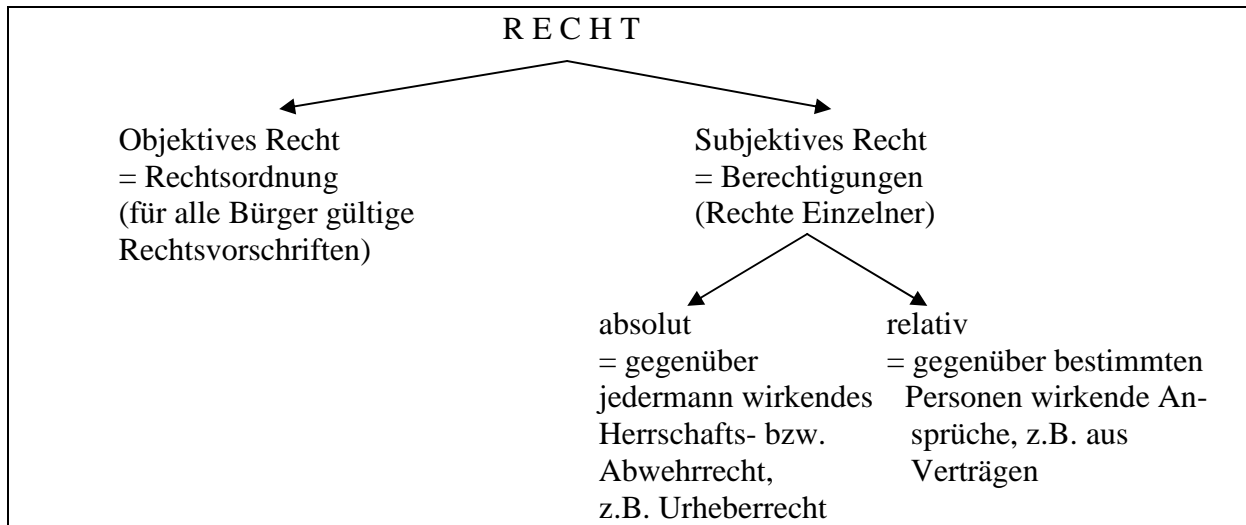 R E C H T
Objektives Recht
= Rechtsordnung
(für alle Bürger gültige
Rechtsvorschriften)
Subjektives Recht
= Berechtigungen
(Rechte Einzelner)
absolut
= gegenüber
jedermann wirkendes
Herrschafts- bzw.
Abwehrrecht,
z.B. Urheberrecht
relativ
= gegenüber bestimmten
Personen wirkende An-
sprüche, z.B. aus
Verträgen